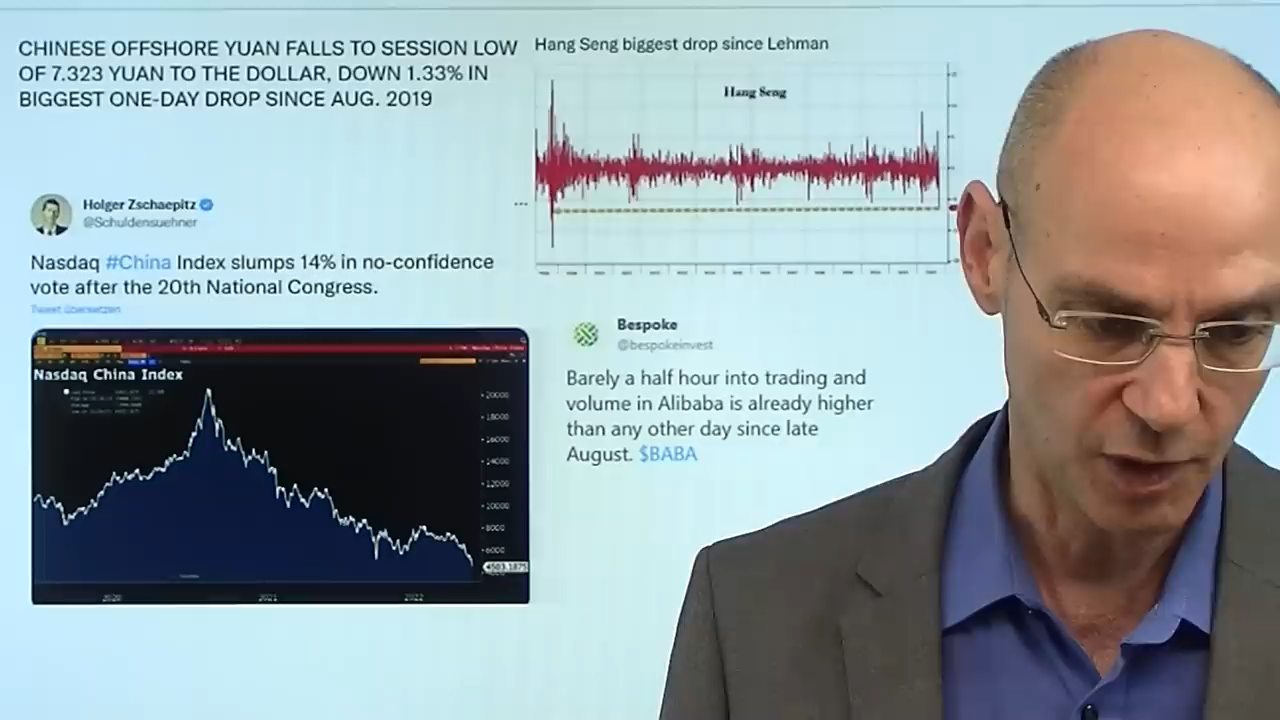 CHINESE OFFSHORE YUAN FALLS TO SESSION LOW
OF 7.323 YUAN TO THE DOLLAR, DOWN 1.33% IN
BIGGEST ONE-DAY DROP SINCE AUG. 2019
Hang Seng biggest drop since Lehman
Hang Seng
Holger Zschaepitz
@Schuldensuehner
Nasdaq #China Index slumps 14% in no-confidence
vote after the 20th National Congress.
Tweet übersetzen
Nasdaq China Index
20000
18000
16000
14000
12000
10000
8000
6000
4503.1875
2020
2021
2022
Bespoke
@bespokeinvest
Barely a half hour into trading and
volume in Alibaba is already higher
than any other day since late
August. $BABA